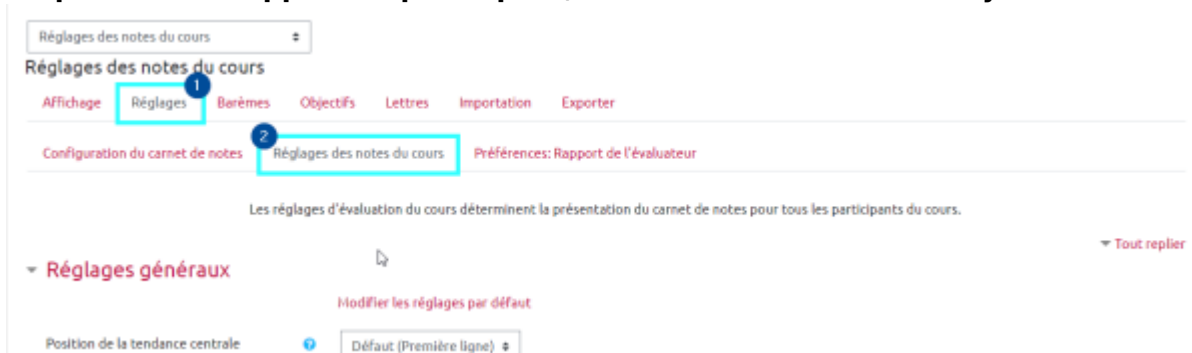 Réglages des notes du cours
Réglages des notes du cours
1
Affichage Réglages Barèmes Objectifs Lettres Importation Exporter
2
Configuration du carnet de notes Réglages des notes du cours Préférences: Rapport de l'évaluateur
Les réglages d'évaluation du cours déterminent la présentation du carnet de notes pour tous les participants du cours.
Tout replier
Réglages généraux
Modifier les réglages par défaut
Position de la tendance centrale ? Défaut (Première ligne)